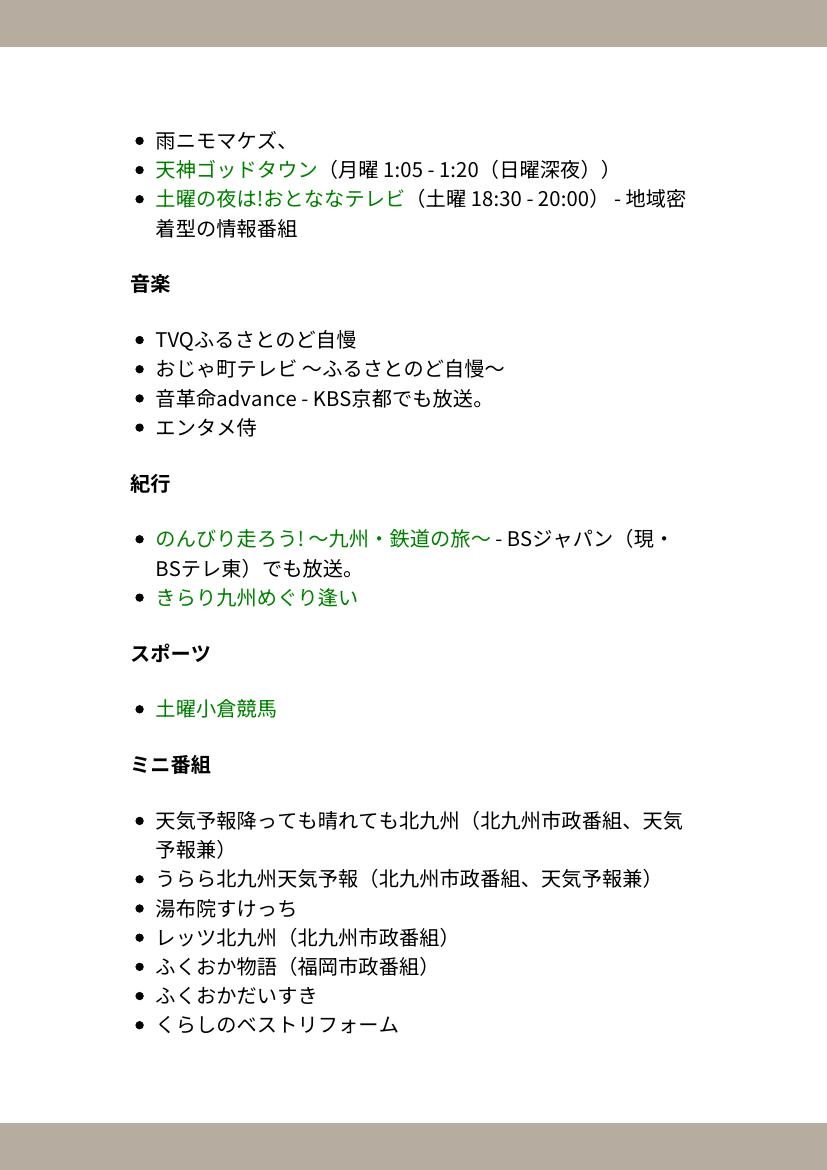 雨ニモマケズ、
天神ゴッドタウン（月曜 1:05 - 1:20（日曜深夜））
土曜の夜は!おとななテレビ（土曜 18:30 - 20:00） - 地域密
着型の情報番組
音楽
TVQふるさとのど自慢
おじゃ町テレビ 〜ふるさとのど自慢〜
音革命advance - KBS京都でも放送。
エンタメ侍
紀行
のんびり走ろう! 〜九州・鉄道の旅〜 - BSジャパン（現・
BSテレ東）でも放送。
きらり九州めぐり逢い
スポーツ
土曜小倉競馬
ミニ番組
天気予報降っても晴れても北九州（北九州市政番組、天気
予報兼）
うらら北九州天気予報（北九州市政番組、天気予報兼）
湯布院すけっち
レッツ北九州（北九州市政番組）
ふくおか物語（福岡市政番組）
ふくおかだいすき
くらしのベストリフォーム